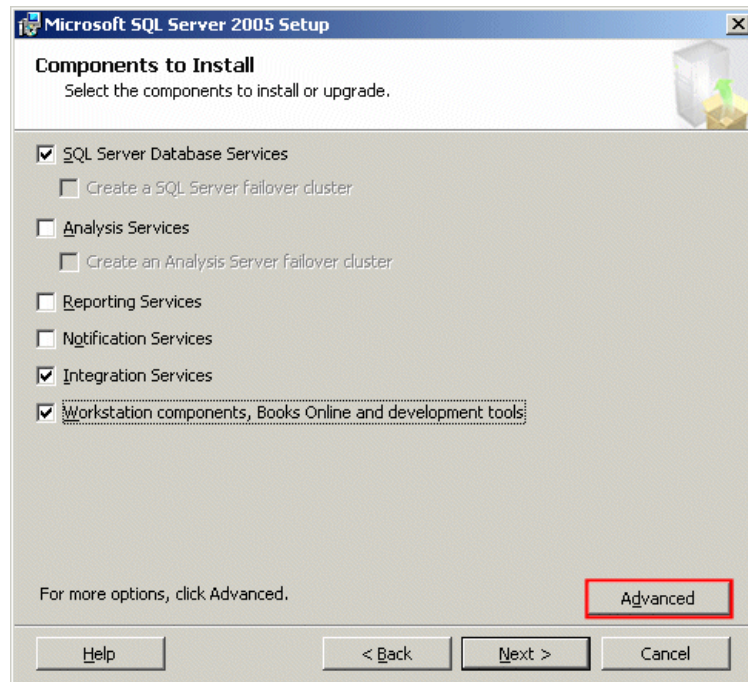 Microsoft SQL Server 2005 Setup
Components to Install
Select the components to install or upgrade.
SQL Server Database Services
Create a SQL Server failover cluster
Analysis Services
Create an Analysis Server failover cluster
Reporting Services
Notification Services
Integration Services
Workstation components, Books Online and development tools
For more options, click Advanced.
Advanced
Help
< Back
Next >
Cancel